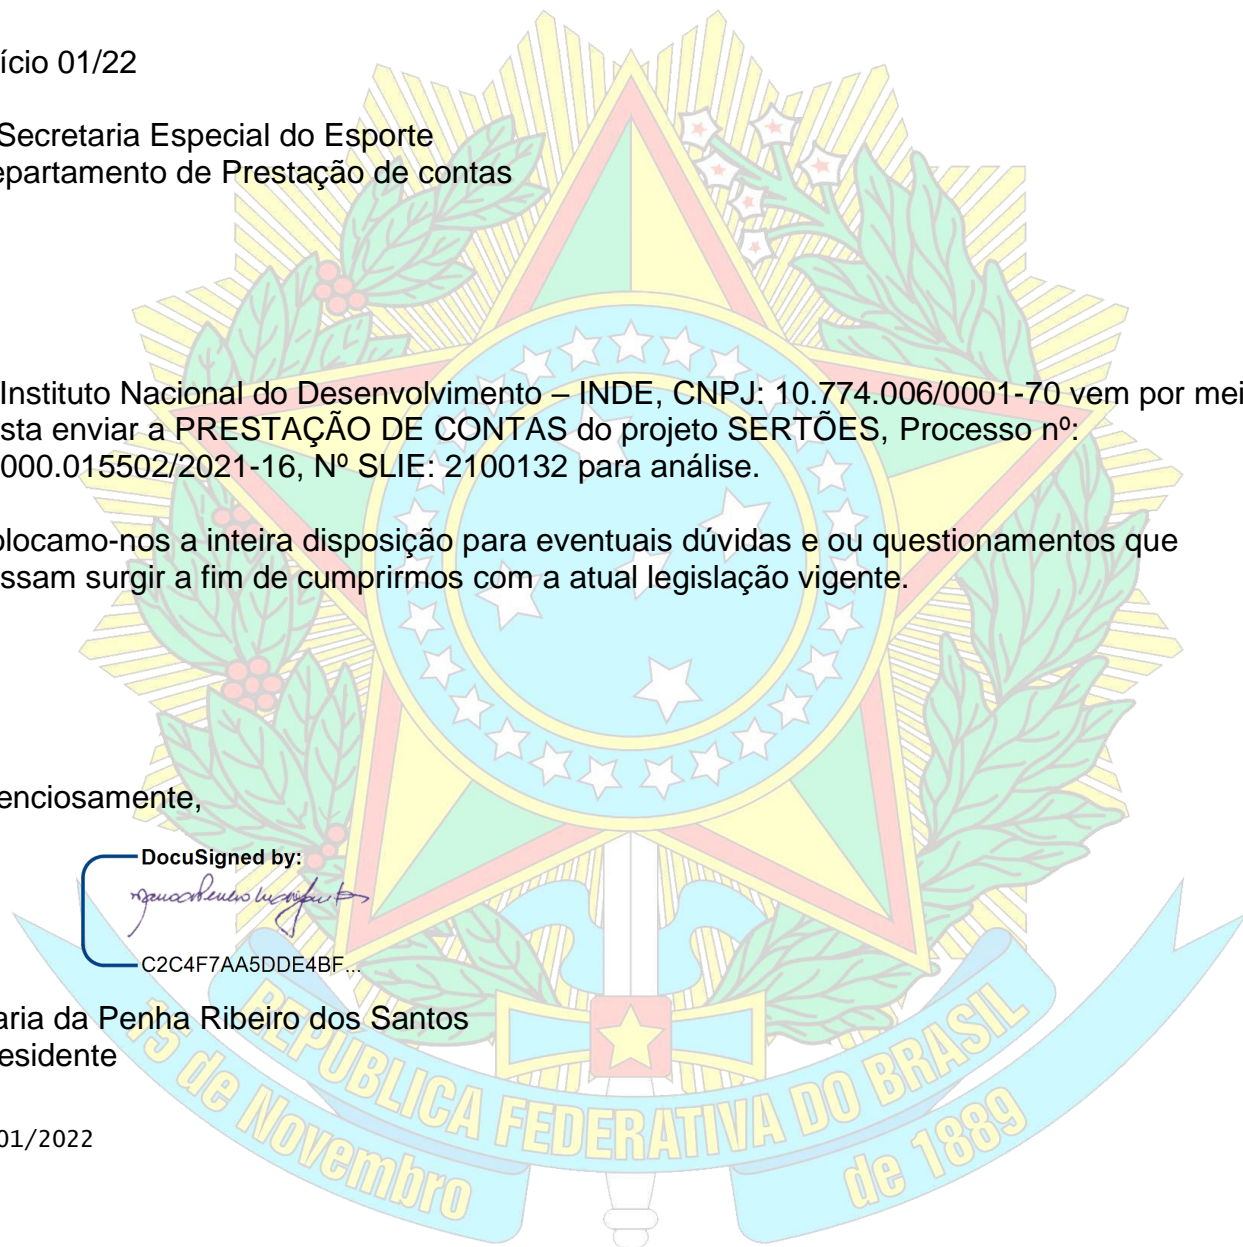 ício 01/22
Secretaria Especial do Esporte
epartamento de Prestação de contas
Instituto Nacional do Desenvolvimento – INDE, CNPJ: 10.774.006/0001-70 vem por mei
sta enviar a PRESTAÇÃO DE CONTAS do projeto SERTÕES, Processo nº:
000.015502/2021-16, Nº SLIE: 2100132 para análise.
olocamo-nos a inteira disposição para eventuais dúvidas e ou questionamentos que
ssam surgir a fim de cumprirmos com a atual legislação vigente.
enciosamente,
DocuSigned by:
C2C4F7AA5DDE4BF...
aria da Penha Ribeiro dos Santos
residente
01/2022
REPUBLICA FEDERATIVA DO BRASIL
15 de Novembro
de 1889